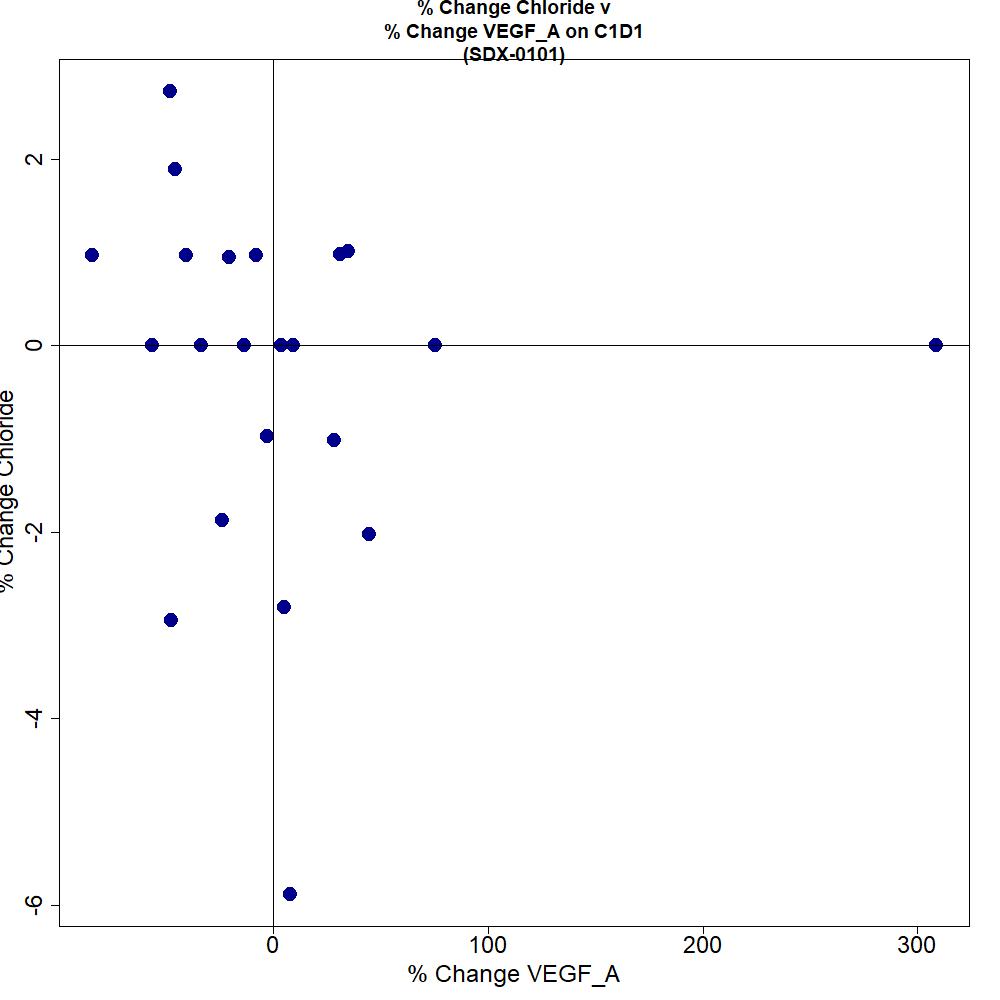 % Change Chloride v
% Change VEGF_A on C1D1
(SDX-0101)
% Change Chloride
2
0
-2
-4
-6
0
100
200
300
% Change VEGF_A